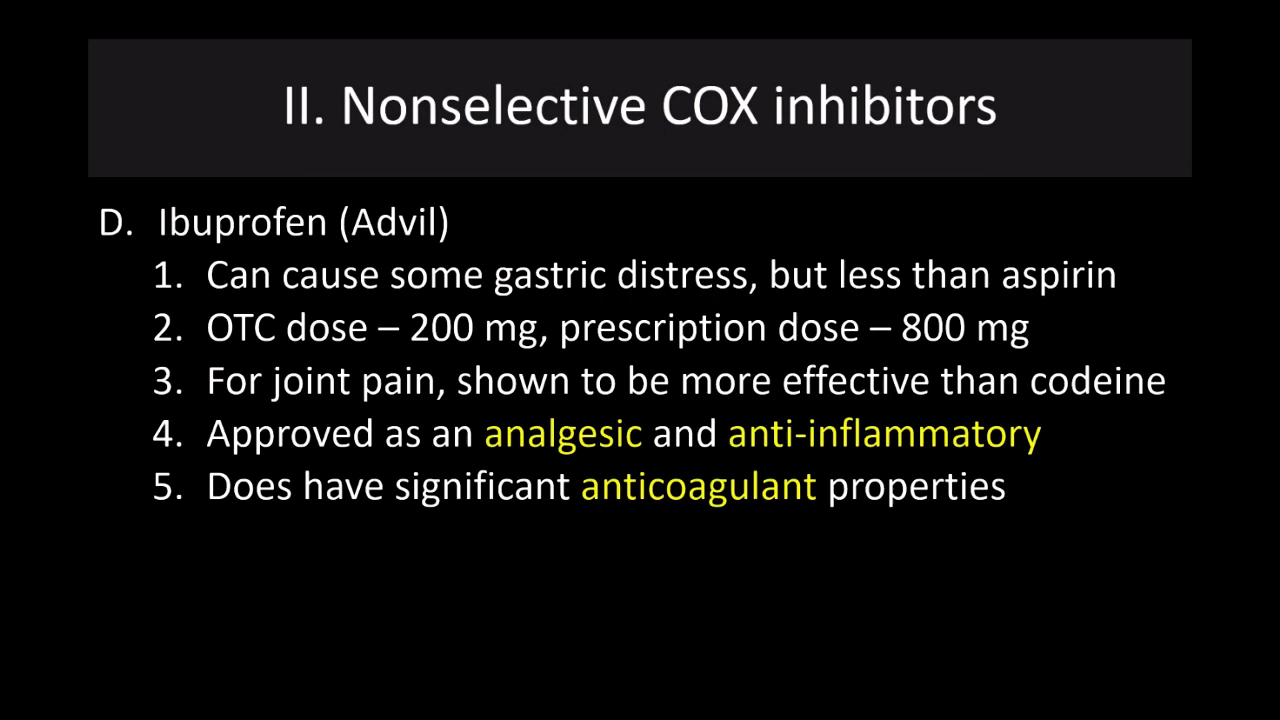 II. Nonselective COX inhibitors
D. Ibuprofen (Advil)
1. Can cause some gastric distress, but less than aspirin
2. OTC dose – 200 mg, prescription dose – 800 mg
3. For joint pain, shown to be more effective than codeine
4. Approved as an analgesic and anti-inflammatory
5. Does have significant anticoagulant properties